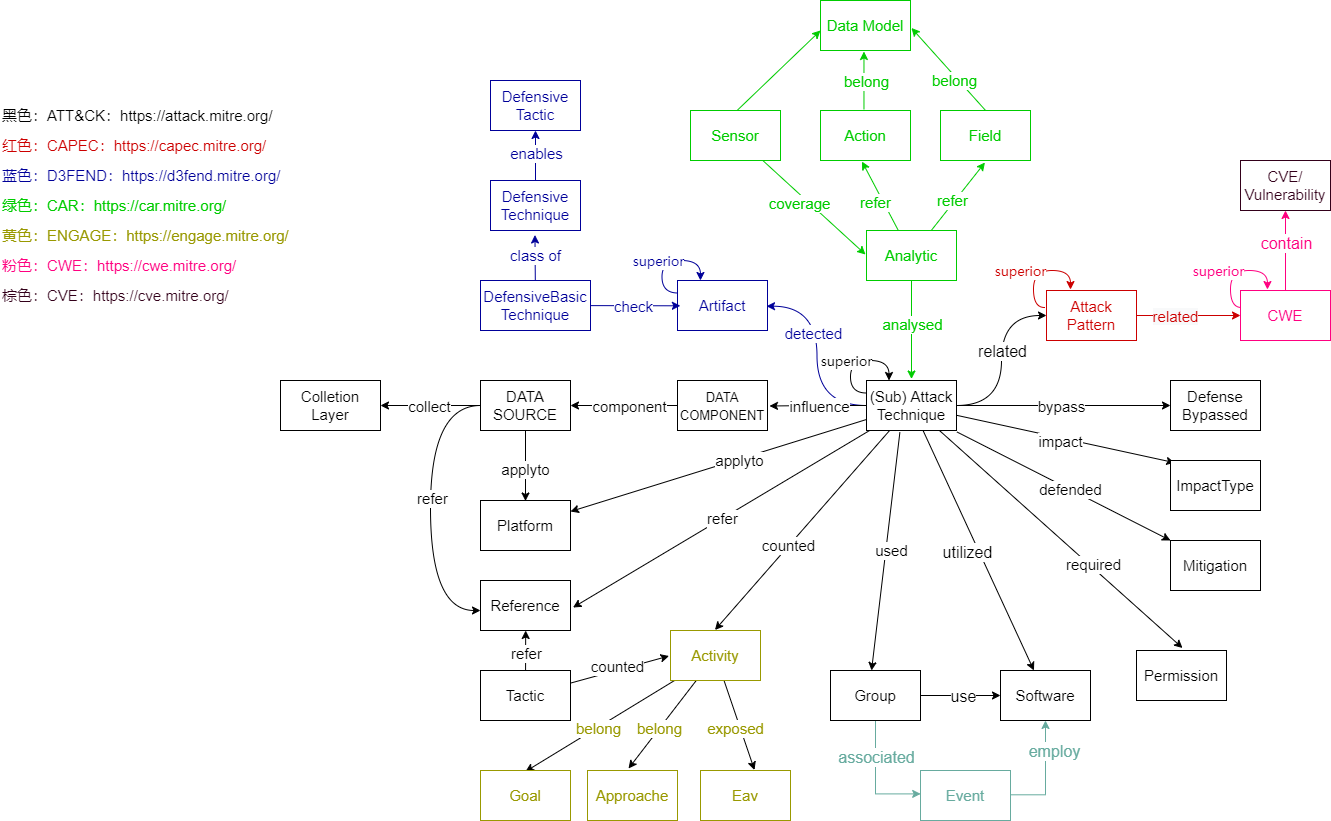 黑色：ATT&CK：https://attack.mitre.org/
红色：CAPEC：https://capec.mitre.org/
蓝色：D3FEND：https://d3fend.mitre.org/
绿色：CAR：https://car.mitre.org/
黄色：ENGAGE：https://engage.mitre.org/
粉色：CWE：https://cwe.mitre.org/
棕色：CVE：https://cve.mitre.org/
Data Model
belong
belong
Sensor
Action
Field
coverage
refer
refer
Analytic
analysed
Defensive
Tactic
enables
Defensive
Technique
class of
DefensiveBasic
Technique
check
superior
Artifact
detected
superior
(Sub) Attack
Technique
related
superior
Attack
Pattern
related
superior
CWE
contain
CVE/
Vulnerability
Colletion
Layer
collect
DATA
SOURCE
component
DATA
COMPONENT
influence
bypass
Defense
Bypassed
impact
ImpactType
defended
Mitigation
required
Permission
applyto
applyto
Platform
refer
refer
Reference
refer
Tactic
counted
counted
Activity
used
utilized
Group
use
Software
belong
belong
exposed
Goal
Approache
Eav
associated
employ
Event